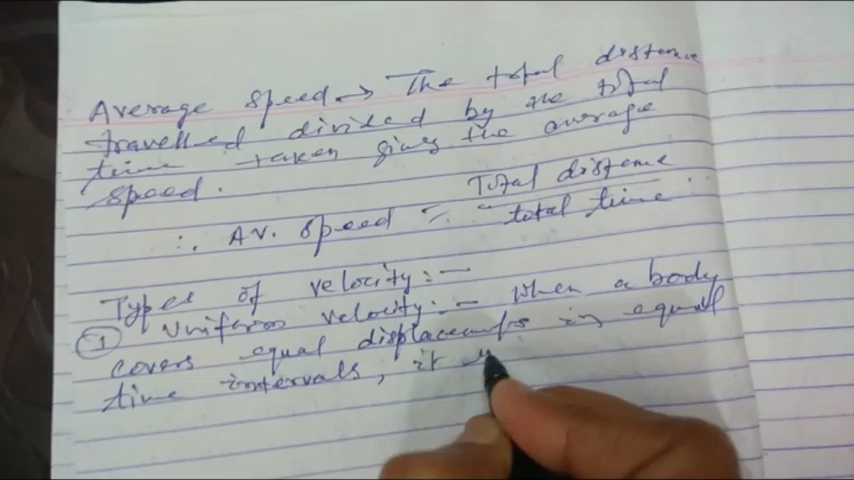 Average speed → The total distance
travelled divided by the total
time taken gives the average
speed.
∴ Av. speed = Total distance
total time
Types of velocity:—
① Uniform velocity:— When a body
covers equal displacements in equal
time intervals, it